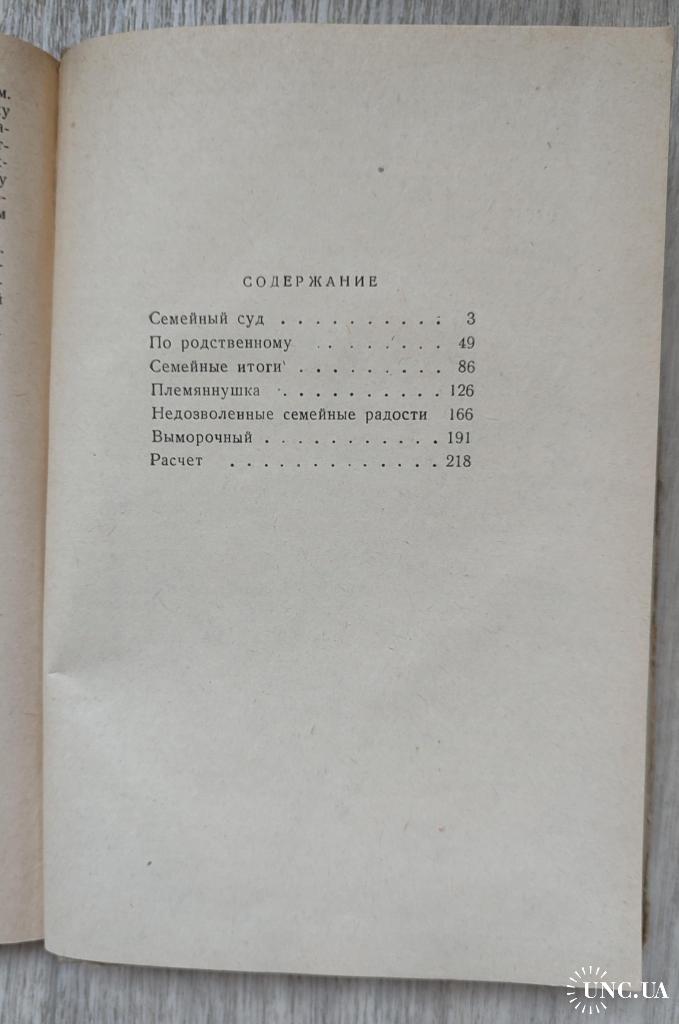 м.
у
а-
т-
к-
у
м
й
СОДЕРЖАНИЕ
Семейный суд . . . . . . . . . . 3
По родственному . . . . . . . . 49
Семейные итоги . . . . . . . . . 86
Племяннушка . . . . . . . . . . 126
Недозволенные семейные радости 166
Выморочный . . . . . . . . . . . 191
Расчет . . . . . . . . . . . . . 218
UNC.UA